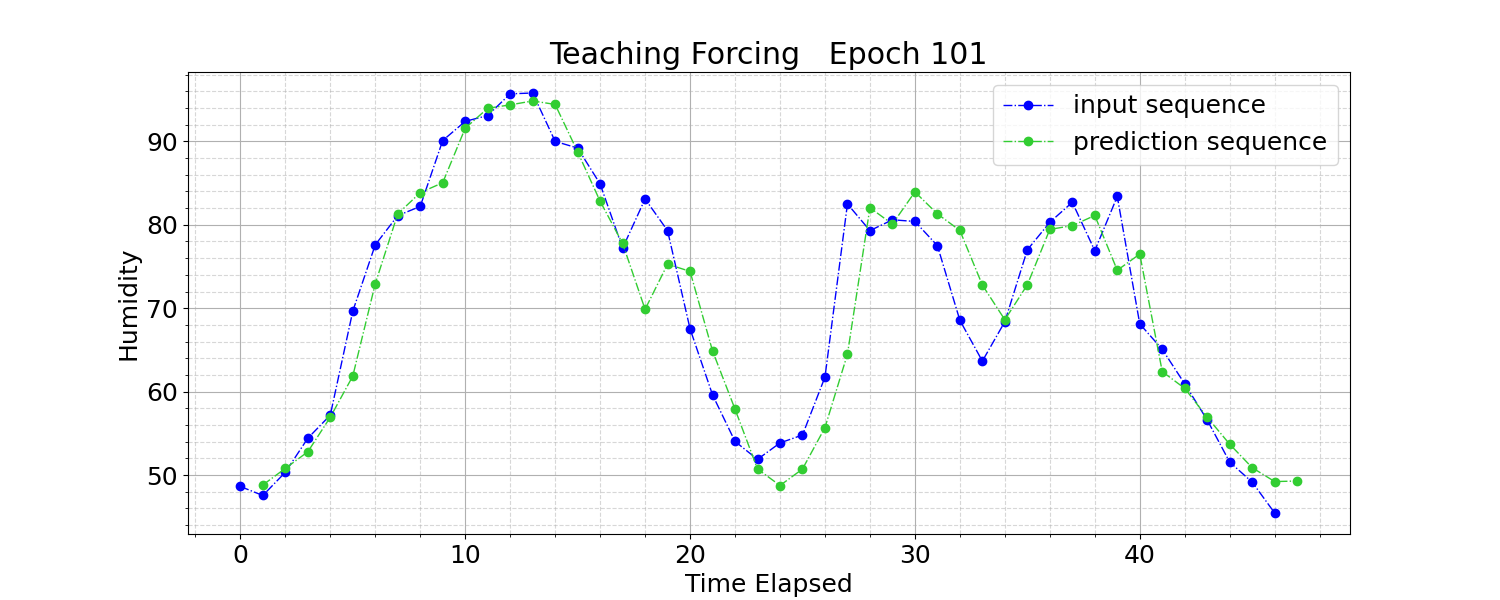 Teaching Forcing   Epoch 101
input sequence
prediction sequence
Humidity
90
80
70
60
50
0 10 20 30 40
Time Elapsed